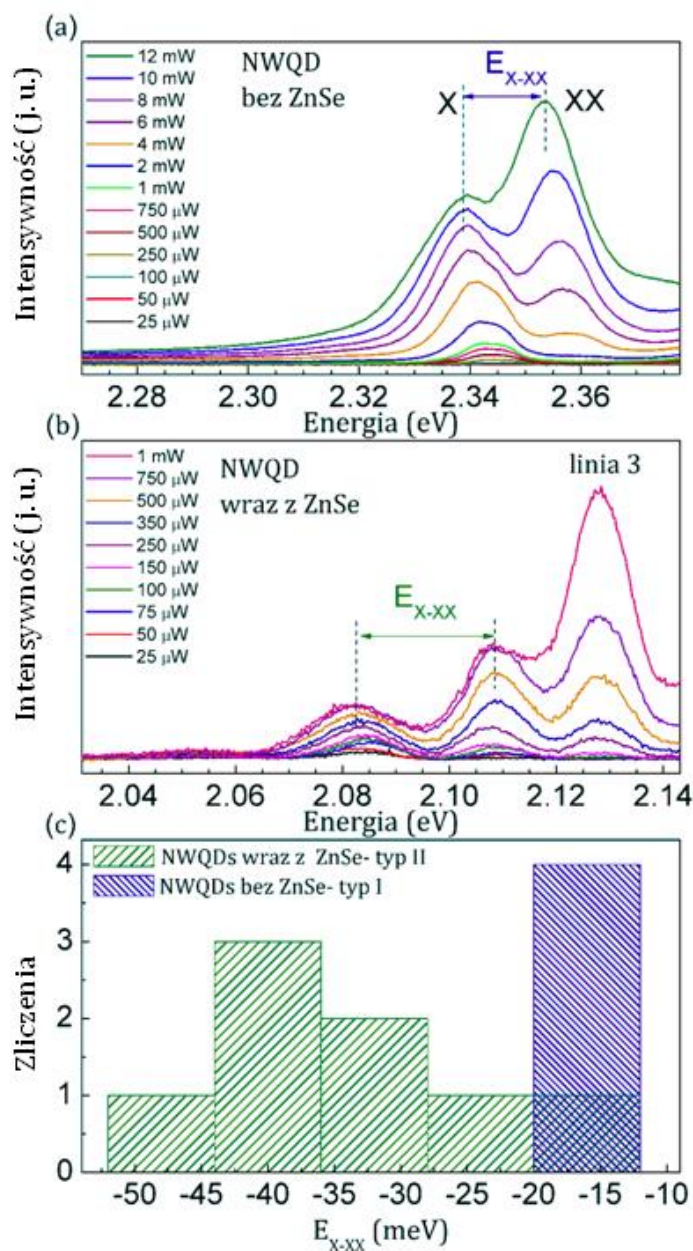 (a)
12 mW
10 mW
8 mW
6 mW
4 mW
2 mW
1 mW
750 μW
500 μW
250 μW
100 μW
50 μW
25 μW
NWQD
bez ZnSe
X
E_X-XX
XX
Intensywność (j. u.)
2.28 2.30 2.32 2.33 2.34 2.36
Energia (eV)
(b)
1 mW
750 μW
500 μW
350 μW
250 μW
150 μW
100 μW
75 μW
50 μW
25 μW
NWQD
wraz z ZnSe
linia 3
E_X-XX
Intensywność (j. u.)
2.04 2.06 2.08 2.10 2.12 2.14
Energia (eV)
(c)
NWQDs wraz z ZnSe- typ II
NWQDs bez ZnSe- typ I
Zliczenia
4
3
2
1
0
-50 -45 -40 -35 -30 -25 -20 -15 -10
E_X-XX (meV)